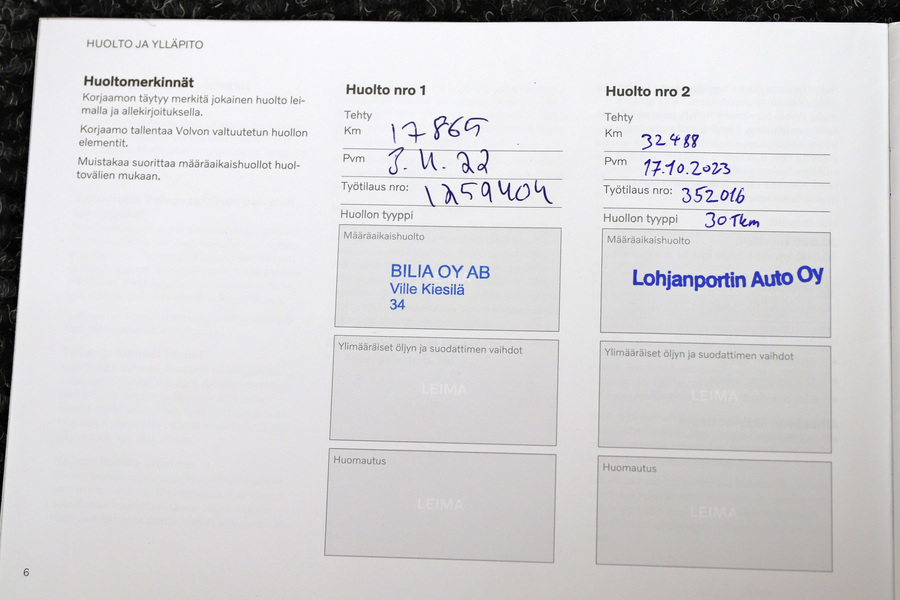 HUOLTO JA YLLÄPITO
Huoltomerkinnät
Korjaamon täytyy merkitä jokainen huolto lei-
malla ja allekirjoituksella.
Korjaamo tallentaa Volvon valtuutetun huollon
elementit.
Muistakaa suorittaa määräaikaishuollot huol-
tovälien mukaan.
Huolto nro 1
Tehty
Km 17865
Pvm 3.11.22
Työtilaus nro: 1259404
Huollon tyyppi
Määräaikaishuolto
BILIA OY AB
Ville Kiesilä
34
Ylimääräiset öljyn ja suodattimen vaihdot
LEIMA
Huomautus
LEIMA
Huolto nro 2
Tehty
Km 32488
Pvm 17.10.2023
Työtilaus nro: 352016
Huollon tyyppi 30Tkm
Määräaikaishuolto
Lohjanportin Auto Oy
Ylimääräiset öljyn ja suodattimen vaihdot
LEIMA
Huomautus
LEIMA
6